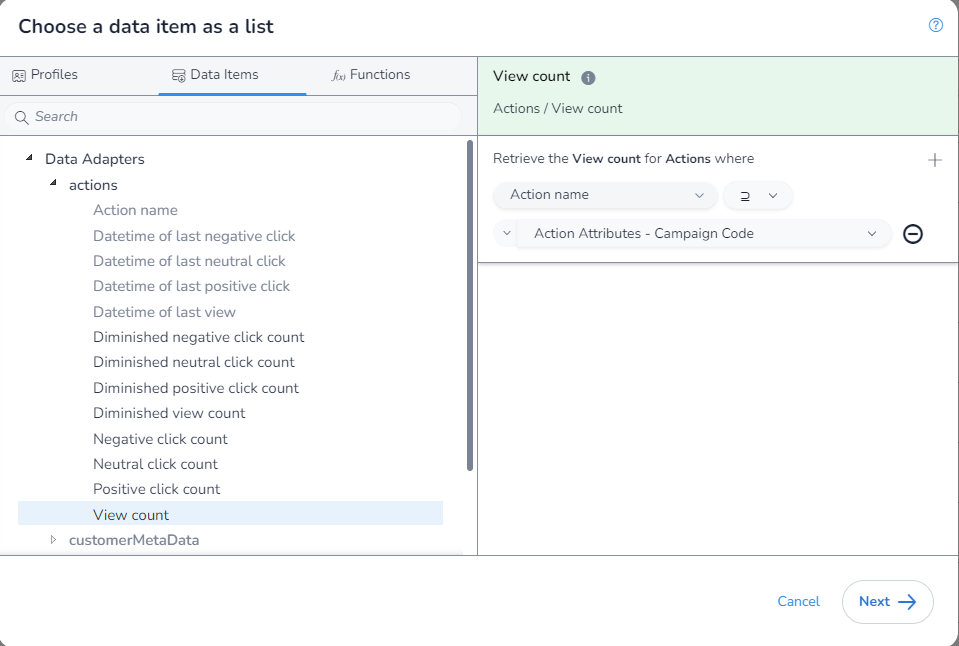 Choose a data item as a list
?
Profiles
Data Items
f(x) Functions
Search
Data Adapters
actions
Action name
Datetime of last negative click
Datetime of last neutral click
Datetime of last positive click
Datetime of last view
Diminished negative click count
Diminished neutral click count
Diminished positive click count
Diminished view count
Negative click count
Neutral click count
Positive click count
View count
customerMetaData
View count i
Actions / View count
Retrieve the View count for Actions where
Action name
⊇
Action Attributes - Campaign Code
Cancel
Next